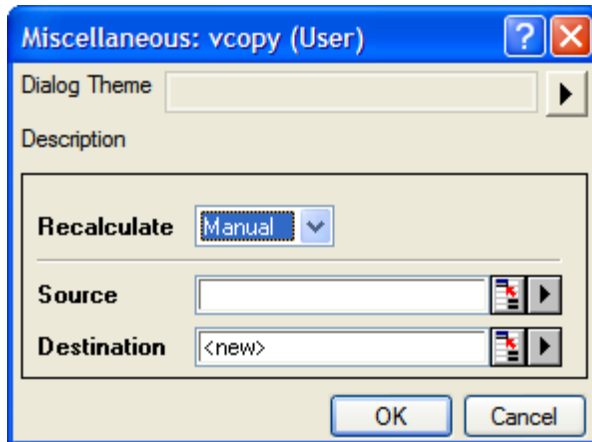 Miscellaneous: vcopy (User)
Dialog Theme
Description
Recalculate Manual
Source
Destination <new>
OK Cancel